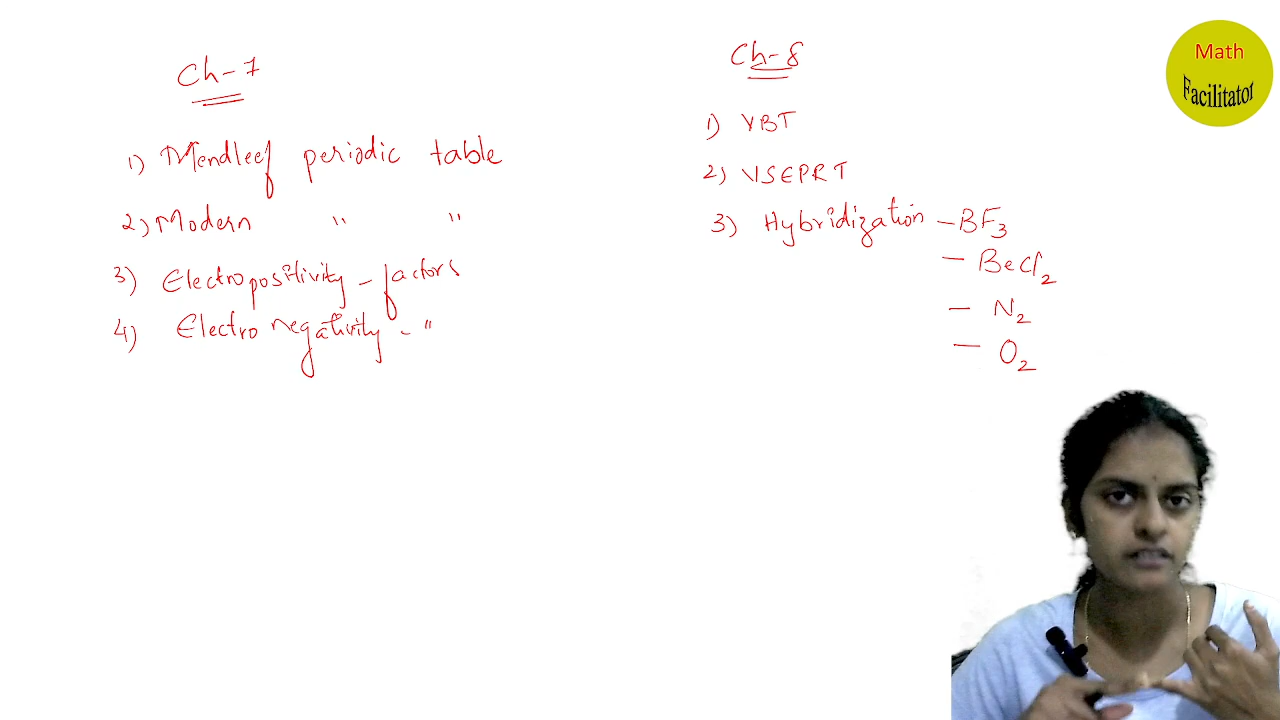 Ch-7
1) Mendleef periodic table
2) Modern " "
3) Electropositivity - factors
4) Electronegativity - "
Ch-8
1) VBT
2) VSEPRT
3) Hybridization - BF3
- BeCl2
- N2
- O2
Math
Facilitator